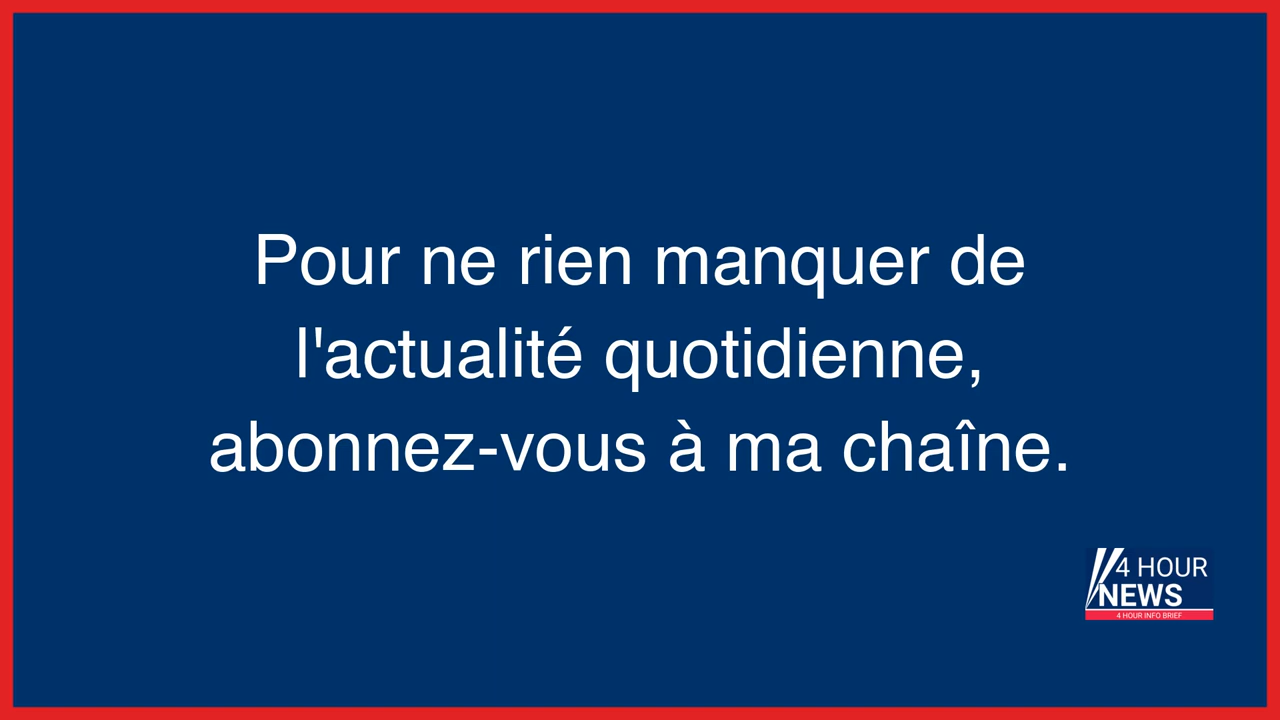 Pour ne rien manquer de
l'actualité quotidienne,
abonnez-vous à ma chaîne.
4 HOUR
NEWS
4 HOUR INFO BRIEF